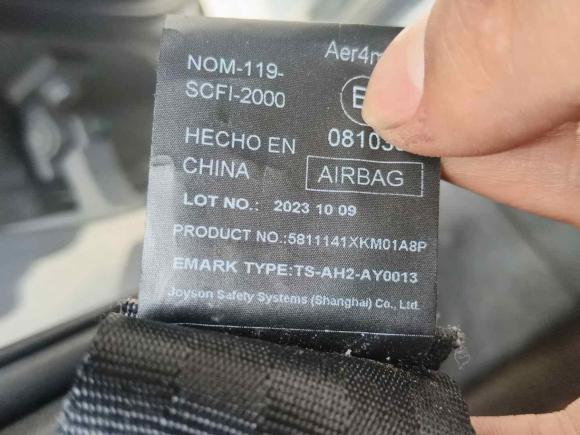 NOM-119-
SCFI-2000
HECHO EN
CHINA
AIRBAG
LOT NO.: 2023 10 09
PRODUCT NO.:5811141XKM01A8P
EMARK TYPE:TS-AH2-AY0013
Joyson Safety Systems (Shanghai) Co., Ltd.